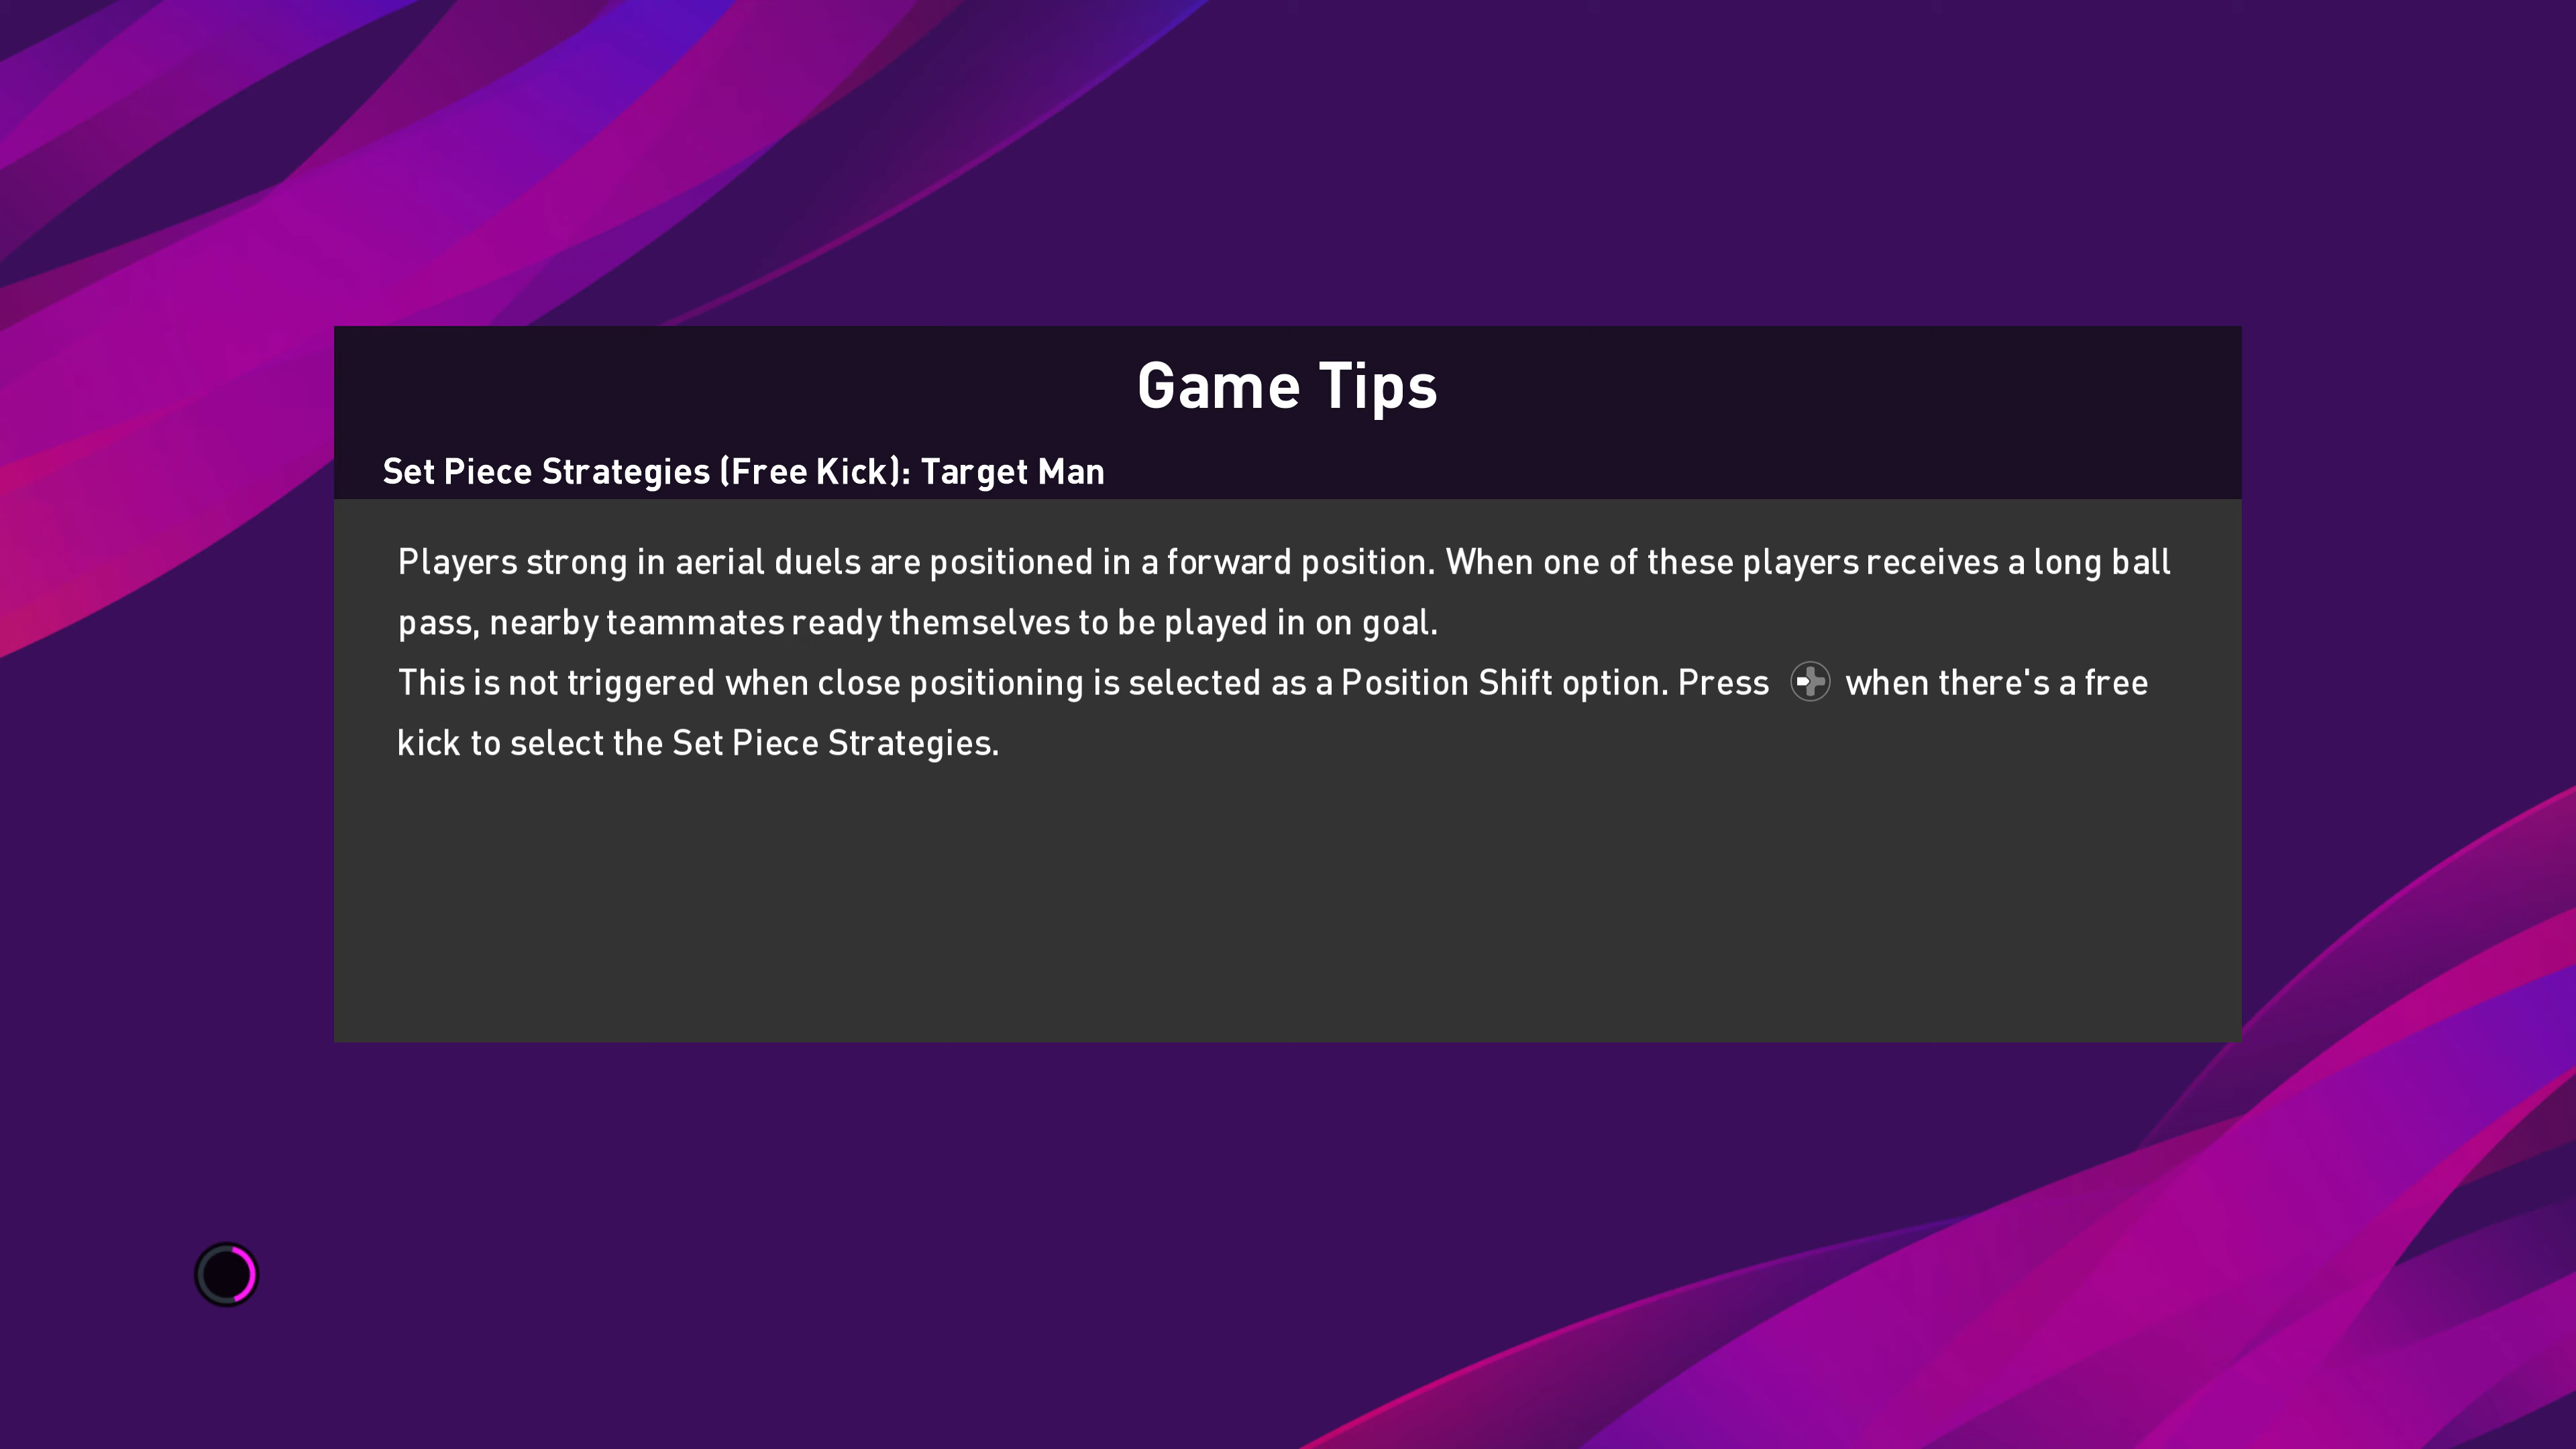 Game Tips
Set Piece Strategies (Free Kick): Target Man
Players strong in aerial duels are positioned in a forward position. When one of these players receives a long ball
pass, nearby teammates ready themselves to be played in on goal.
This is not triggered when close positioning is selected as a Position Shift option. Press when there's a free
kick to select the Set Piece Strategies.